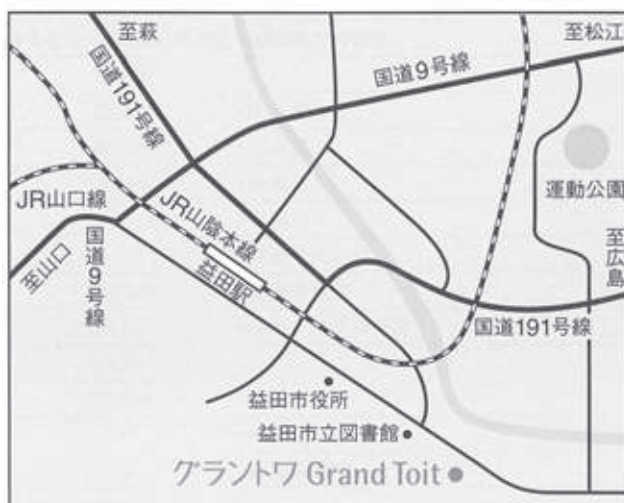 至萩
至松江
国道191号線
国道9号線
運動公園
JR山口線
JR山陰本線
至広島
国道9号線
至山口
益田駅
国道191号線
益田市役所
益田市立図書館
グラントワ Grand Toit